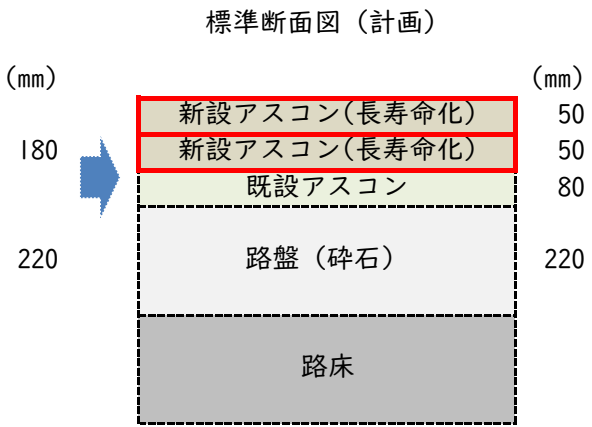 標準断面図（計画）
(mm) (mm)
新設アスコン(長寿命化) 50
180 新設アスコン(長寿命化) 50
既設アスコン 80
220 路盤（砕石） 220
路床